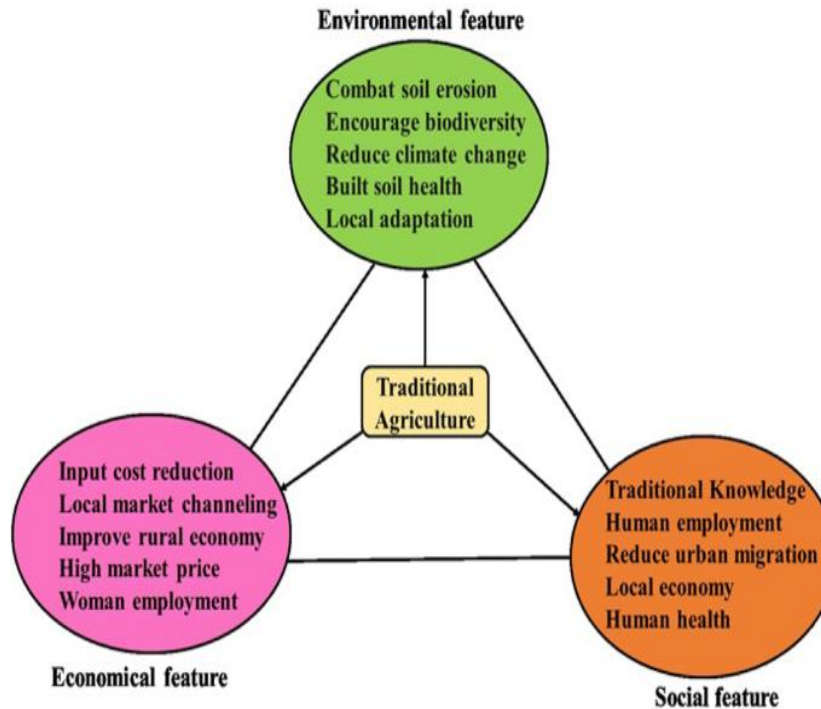 Environmental feature
Combat soil erosion
Encourage biodiversity
Reduce climate change
Built soil health
Local adaptation
Traditional
Agriculture
Input cost reduction
Local market channeling
Improve rural economy
High market price
Woman employment
Economical feature
Traditional Knowledge
Human employment
Reduce urban migration
Local economy
Human health
Social feature